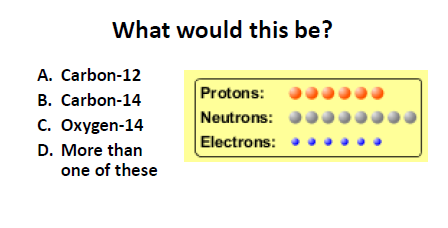 What would this be?
A. Carbon-12
B. Carbon-14
C. Oxygen-14
D. More than
one of these
Protons:
Neutrons:
Electrons: